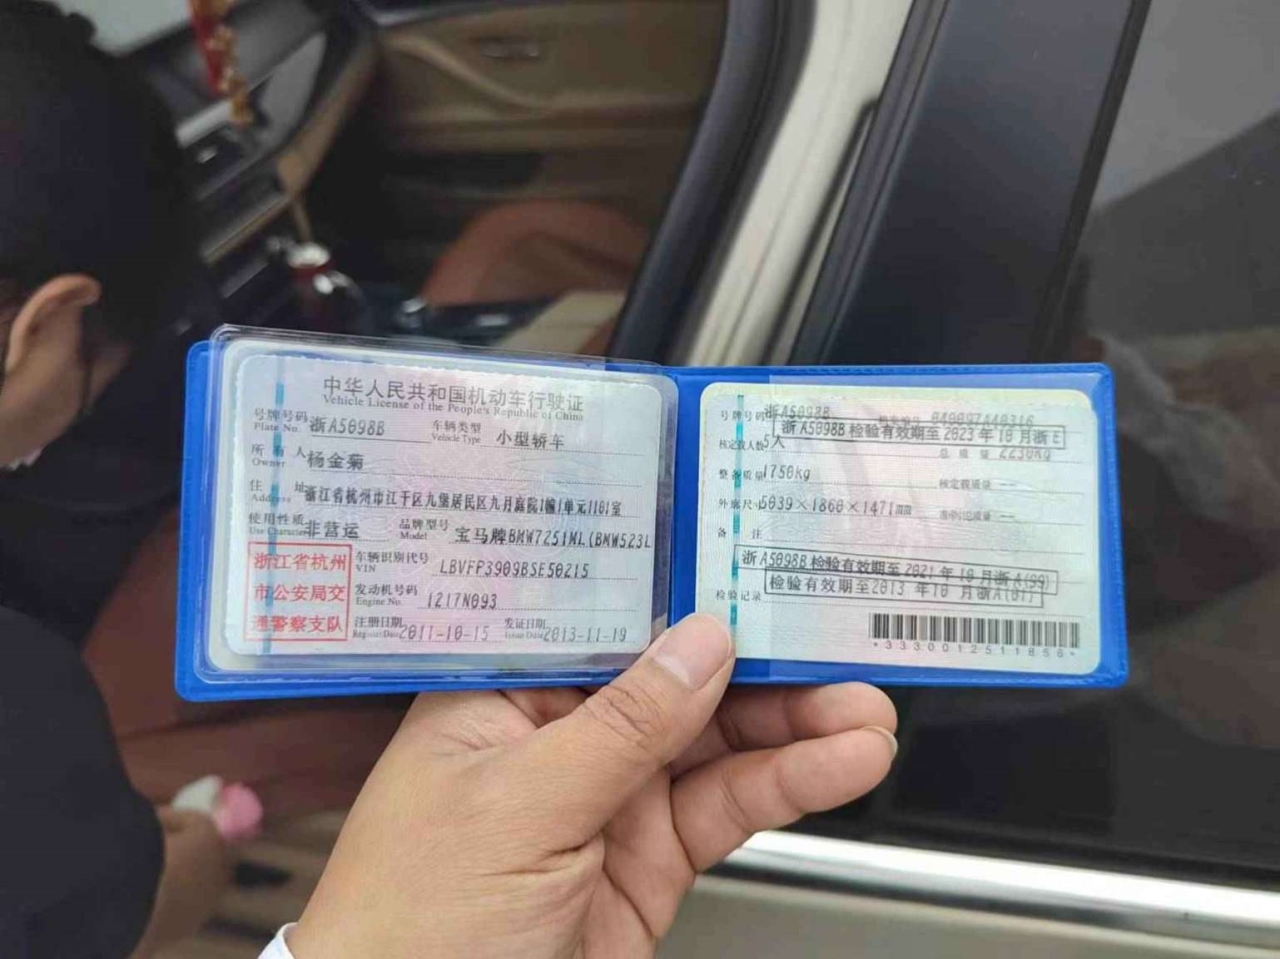 中华人民共和国机动车行驶证
Vehicle License of the People's Republic of China
号牌号码 浙A5098B 车辆类型 小型轿车
Plate No. Vehicle Type
所有人 杨金菊
Owner
住址 浙江省杭州市江干区九堡居民区九月庭院1幢1单元1101室
Address
使用性质 非营运 品牌型号 宝马牌BMW7251ML(BMW523L
Use Character Model
浙江省杭州
市公安局交
通警察支队
车辆识别代号 LBVFP3909BSE50215
VIN
发动机号码 1217N093
Engine No.
注册日期 2011-10-15 发证日期 2013-11-19
Register Date Issue Date
号牌号码 浙A5098B
浙A5098B检验有效期至2023年10月浙E
核定载人数 5人 总质量 2230kg
整备质量 1750kg 核定载质量 --
外廓尺寸 5039×1860×1471mm --
备注
浙A5098B检验有效期至2021年10月浙A(99)
检验有效期至2013年10月浙A(01)
检验记录
*3330012511856*